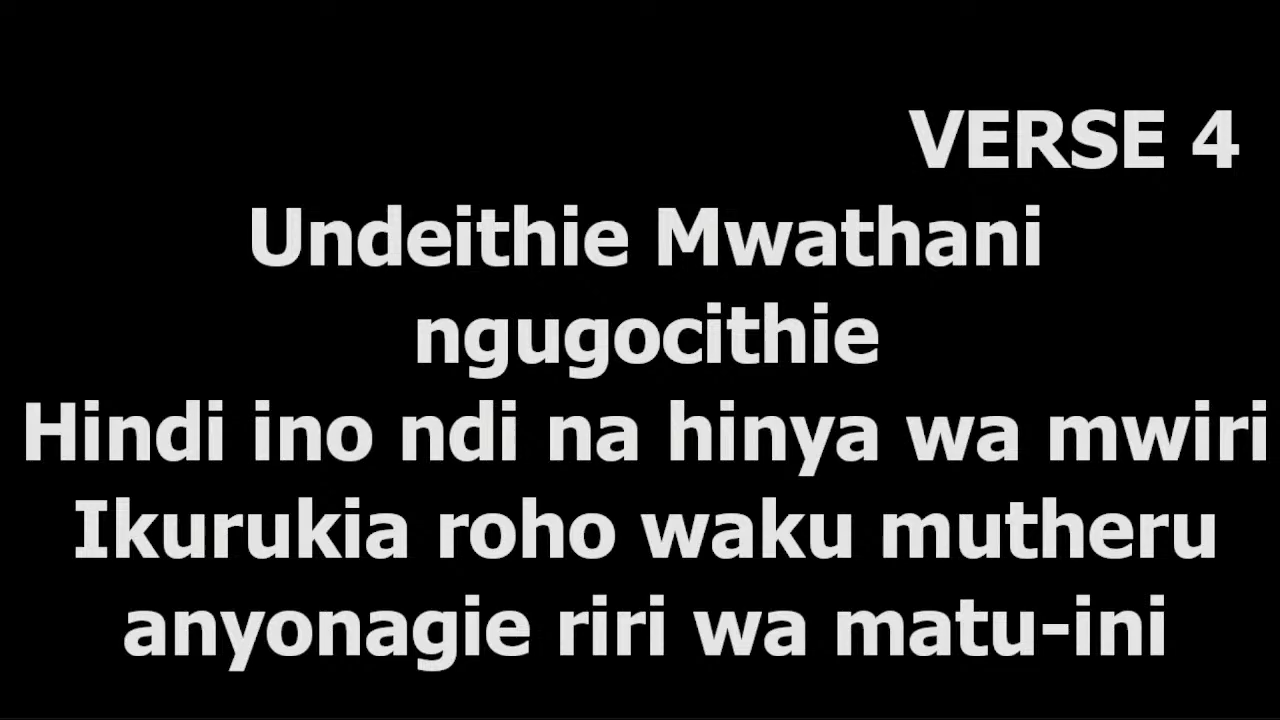 VERSE 4
Undeithie Mwathani
ngugocithie
Hindi ino ndi na hinya wa mwiri
Ikurukia roho waku mutheru
anyonagie riri wa matu-ini